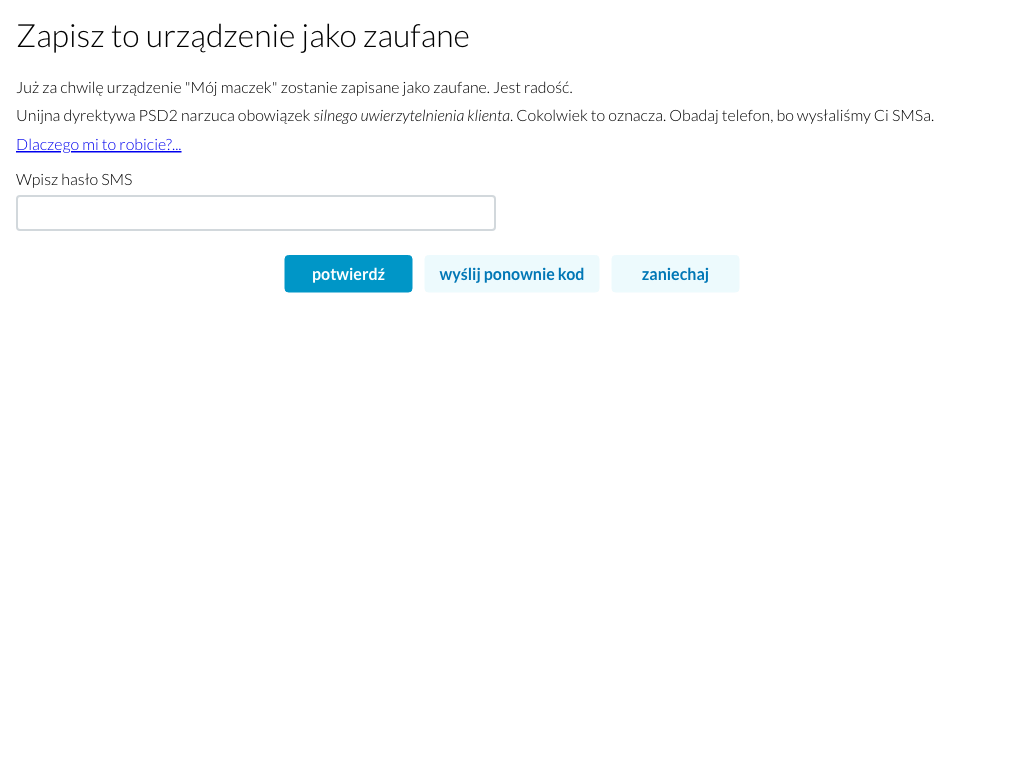 Zapisz to urządzenie jako zaufane
Już za chwilę urządzenie "Mój maczek" zostanie zapisane jako zaufane. Jest radość.
Unijna dyrektywa PSD2 narzuca obowiązek silnego uwierzytelnienia klienta. Cokolwiek to oznacza. Obadaj telefon, bo wysłaliśmy Ci SMSa.
Dlaczego mi to robicie?...
Wpisz hasło SMS
potwierdź wyślij ponownie kod zaniechaj